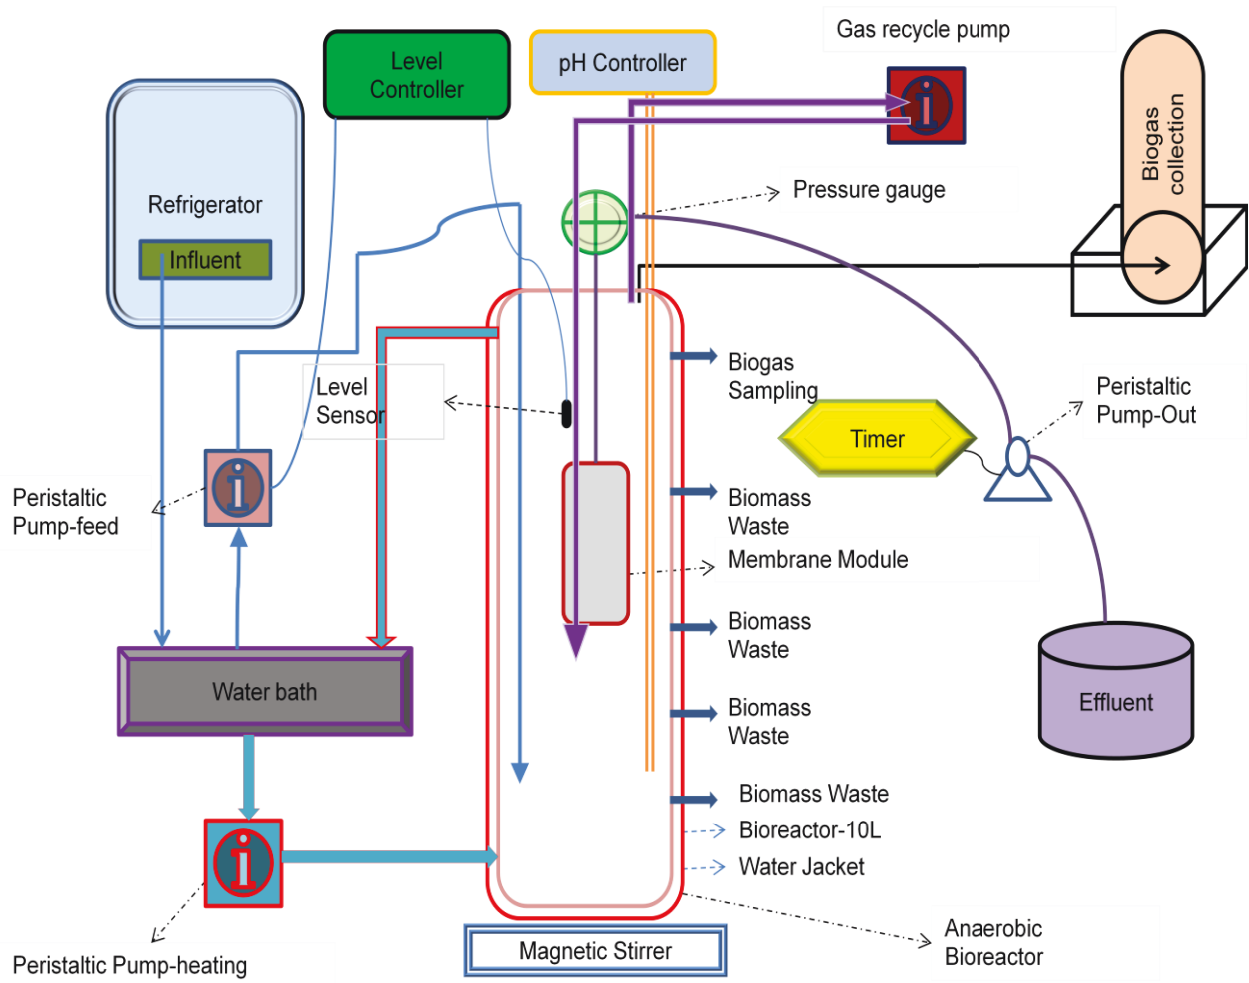 Gas recycle pump
Level
Controller
pH Controller
Biogas
collection
Refrigerator
Influent
Pressure gauge
Level
Sensor
Biogas
Sampling
Peristaltic
Pump-Out
Timer
Peristaltic
Pump-feed
Biomass
Waste
Membrane Module
Biomass
Waste
Water bath
Effluent
Biomass
Waste
Biomass Waste
Bioreactor-10L
Water Jacket
Anaerobic
Bioreactor
Magnetic Stirrer
Peristaltic Pump-heating